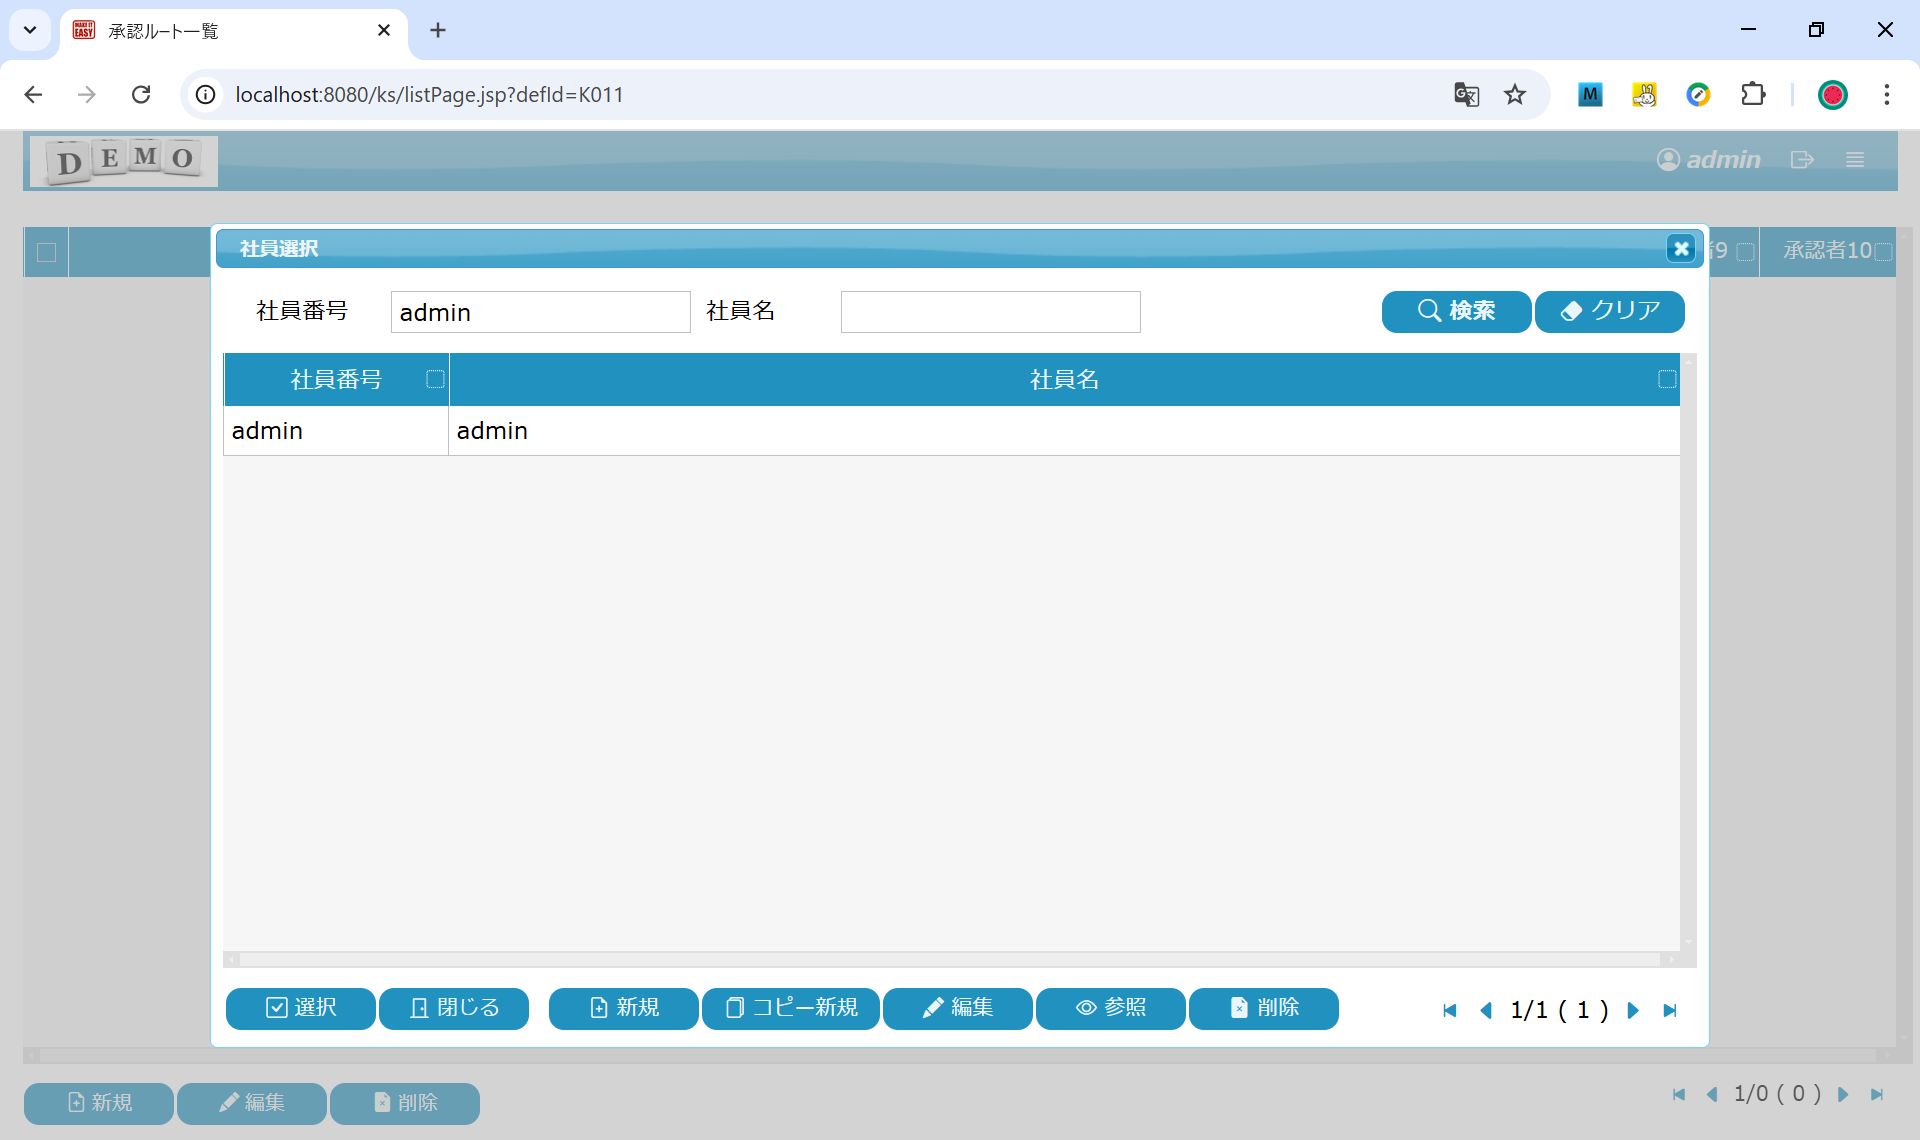 承認ルート一覧
localhost:8080/ks/listPage.jsp?defId=K011
DEMO
admin
9
承認者10
社員選択
社員番号 admin 社員名 検索 クリア
社員番号 社員名
admin admin
選択 閉じる 新規 コピー新規 編集 参照 削除 1/1 ( 1 )
新規 編集 削除 1/0 ( 0 )